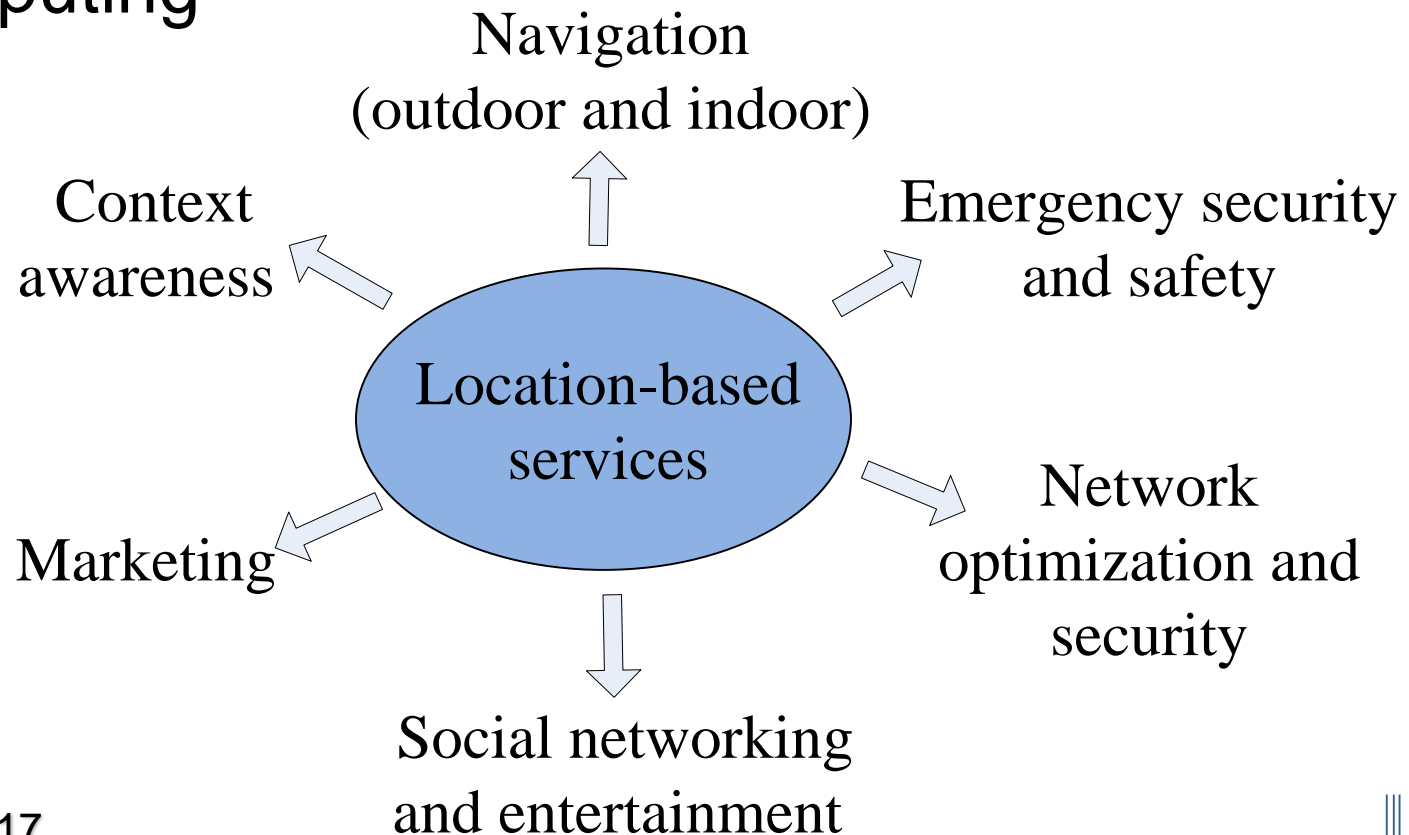 puting
Navigation
(outdoor and indoor)
Context
awareness
Emergency security
and safety
Location-based
services
Marketing
Network
optimization and
security
Social networking
and entertainment
17